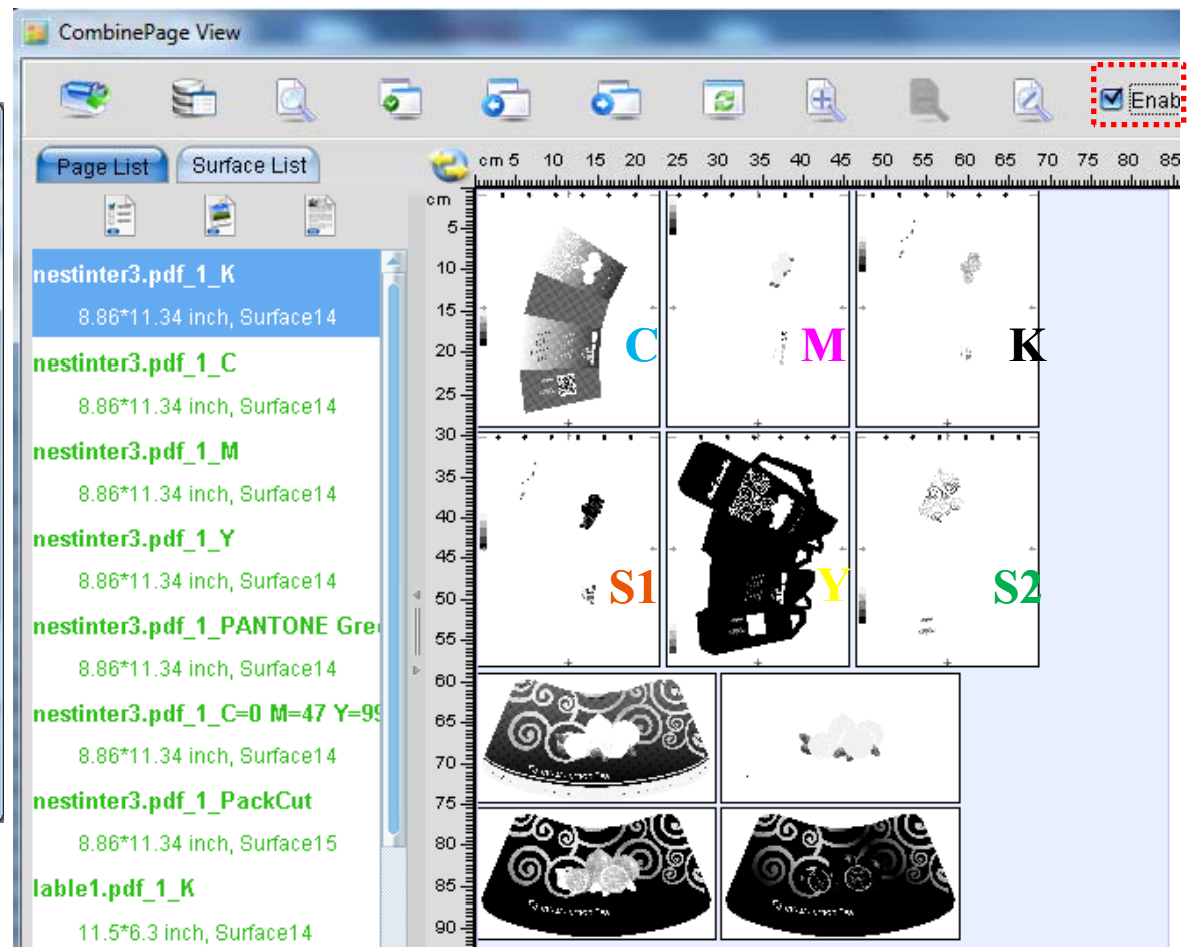 CombinePage View
Enab
Page List
Surface List
cm 5 10 15 20 25 30 35 40 45 50 55 60 65 70 75 80 85
cm
5
10
15
20
25
30
35
40
45
50
55
60
65
70
75
80
85
90
nestinter3.pdf_1_K
8.86*11.34 inch, Surface14
nestinter3.pdf_1_C
8.86*11.34 inch, Surface14
nestinter3.pdf_1_M
8.86*11.34 inch, Surface14
nestinter3.pdf_1_Y
8.86*11.34 inch, Surface14
nestinter3.pdf_1_PANTONE Gree
8.86*11.34 inch, Surface14
nestinter3.pdf_1_C=0 M=47 Y=99
8.86*11.34 inch, Surface14
nestinter3.pdf_1_PackCut
8.86*11.34 inch, Surface15
lable1.pdf_1_K
11.5*6.3 inch, Surface14
C M K
S1 Y S2